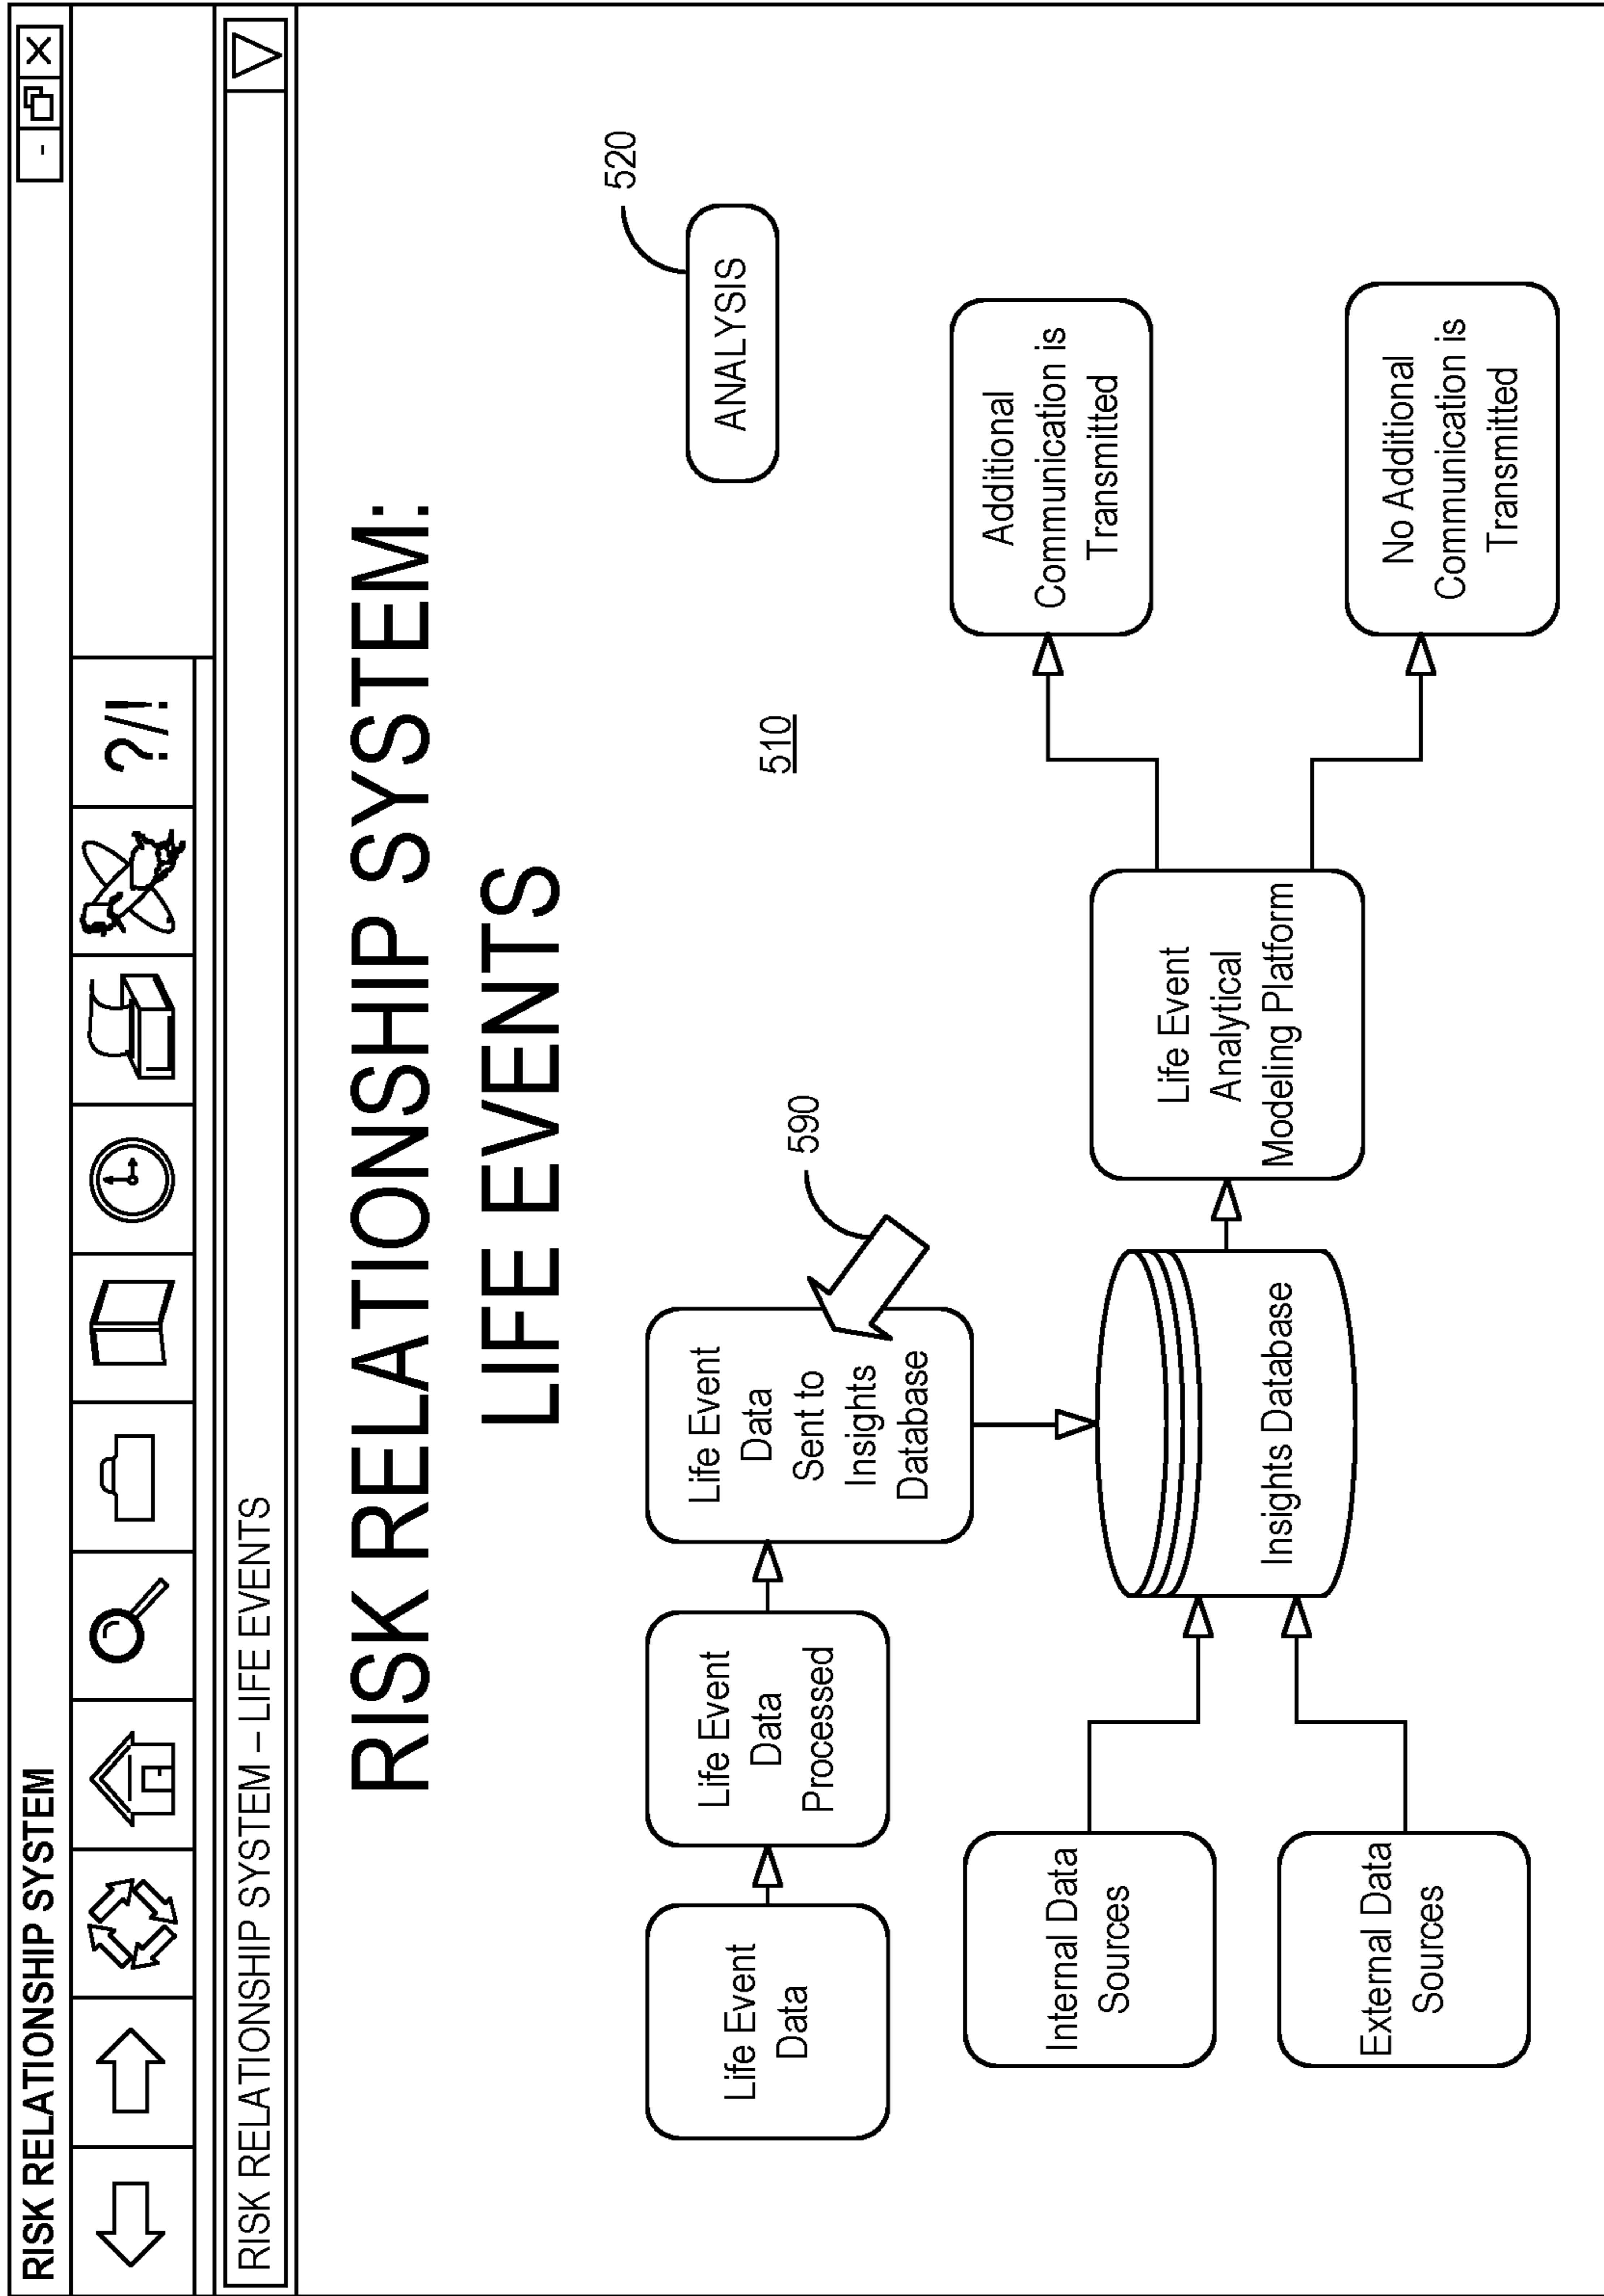 RISK RELATIONSHIP SYSTEM
- X
?/!
RISK RELATIONSHIP SYSTEM – LIFE EVENTS
RISK RELATIONSHIP SYSTEM:
LIFE EVENTS
520
ANALYSIS
510
590
Life Event
Data
Life Event
Data
Processed
Life Event
Data
Sent to
Insights
Database
Internal Data
Sources
External Data
Sources
Insights Database
Life Event
Analytical
Modeling Platform
Additional
Communication is
Transmitted
No Additional
Communication is
Transmitted